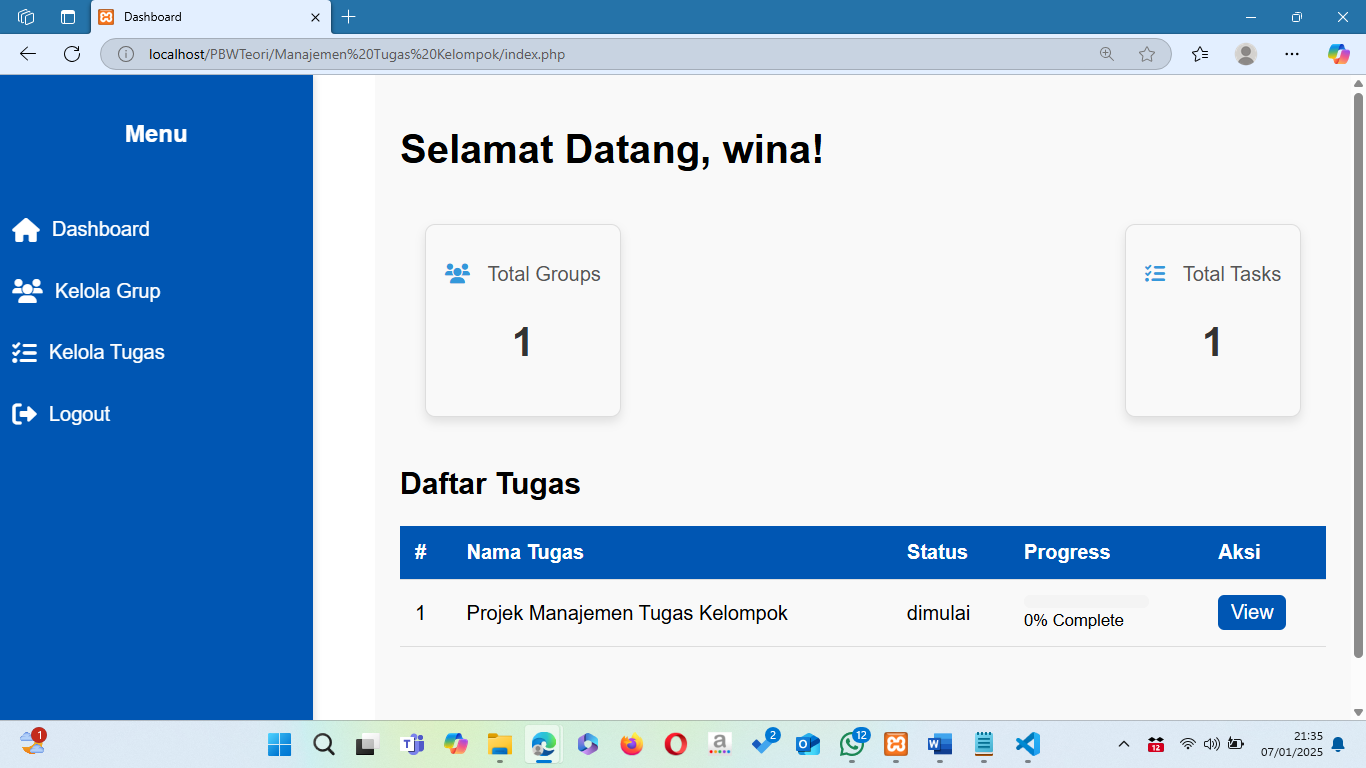 Dashboard
localhost/PBWTeori/Manajemen%20Tugas%20Kelompok/index.php
Menu
Dashboard
Kelola Grup
Kelola Tugas
Logout
Selamat Datang, wina!
Total Groups
1
Total Tasks
1
Daftar Tugas
# Nama Tugas Status Progress Aksi
1 Projek Manajemen Tugas Kelompok dimulai 0% Complete View
1
a
2
12
12
21:35
07/01/2025